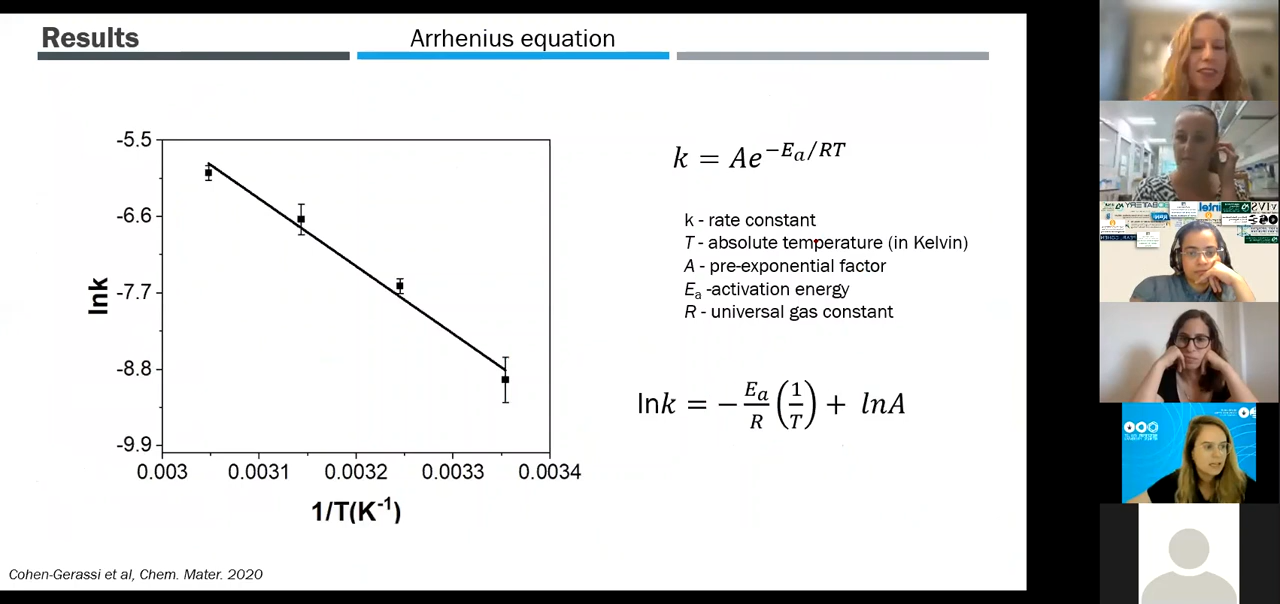 Results
Arrhenius equation
-5.5
-6.6
-7.7
-8.8
-9.9
lnk
0.003 0.0031 0.0032 0.0033 0.0034
1/T(K⁻¹)
k = Ae^{-Eₐ/RT}
k - rate constant
T - absolute temperature (in Kelvin)
A - pre-exponential factor
Eₐ -activation energy
R - universal gas constant
lnk = − Eₐ/R (1/T) + lnA
Cohen-Gerassi et al, Chem. Mater. 2020